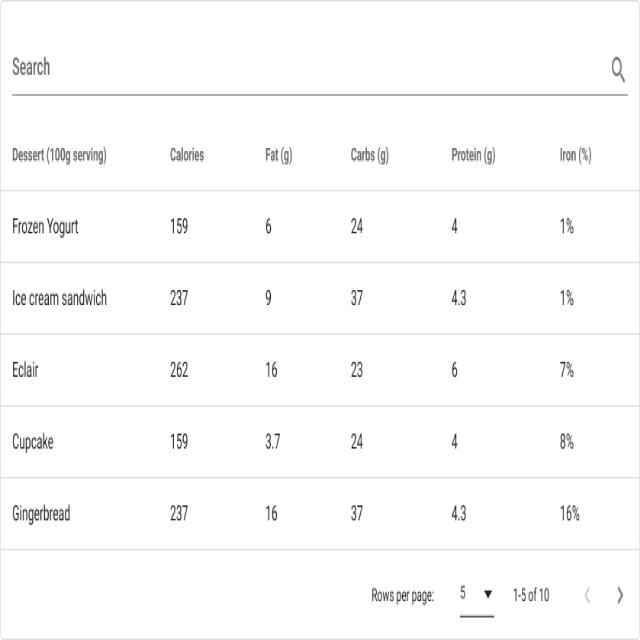 Search
Dessert (100g serving) Calories Fat (g) Carbs (g) Protein (g) Iron (%)
Frozen Yogurt 159 6 24 4 1%
Ice cream sandwich 237 9 37 4.3 1%
Eclair 262 16 23 6 7%
Cupcake 159 3.7 24 4 8%
Gingerbread 237 16 37 4.3 16%
Rows per page: 5 1-5 of 10